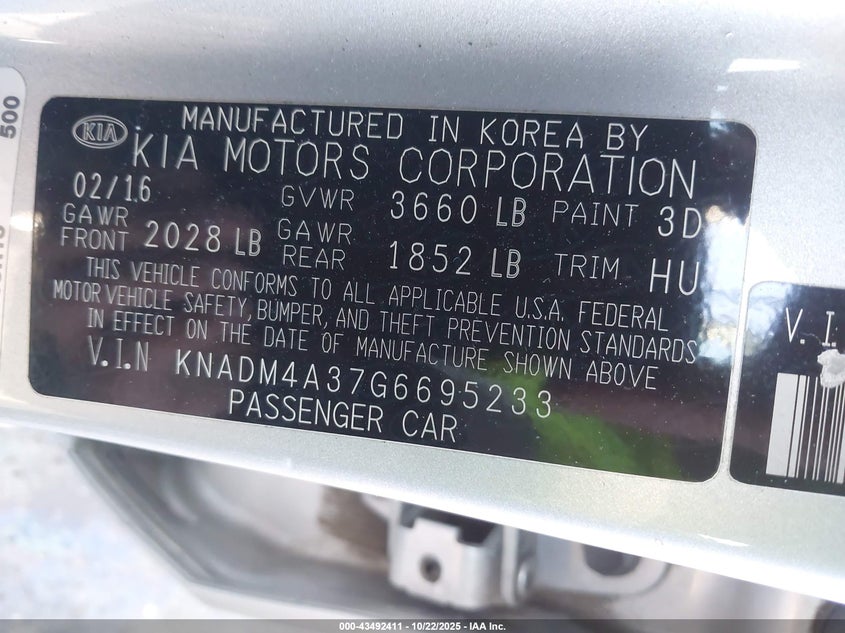 500
KIA
MANUFACTURED IN KOREA BY
KIA MOTORS CORPORATION
02/16 GVWR 3660 LB PAINT 3D
GAWR FRONT 2028 LB GAWR REAR 1852 LB TRIM HU
THIS VEHICLE CONFORMS TO ALL APPLICABLE U.S.A. FEDERAL
MOTOR VEHICLE SAFETY, BUMPER, AND THEFT PREVENTION STANDARDS
IN EFFECT ON THE DATE OF MANUFACTURE SHOWN ABOVE
V.I.N KNADM4A37G6695233
PASSENGER CAR
V.I
000-43492411 - 10/22/2025 - IAA Inc.